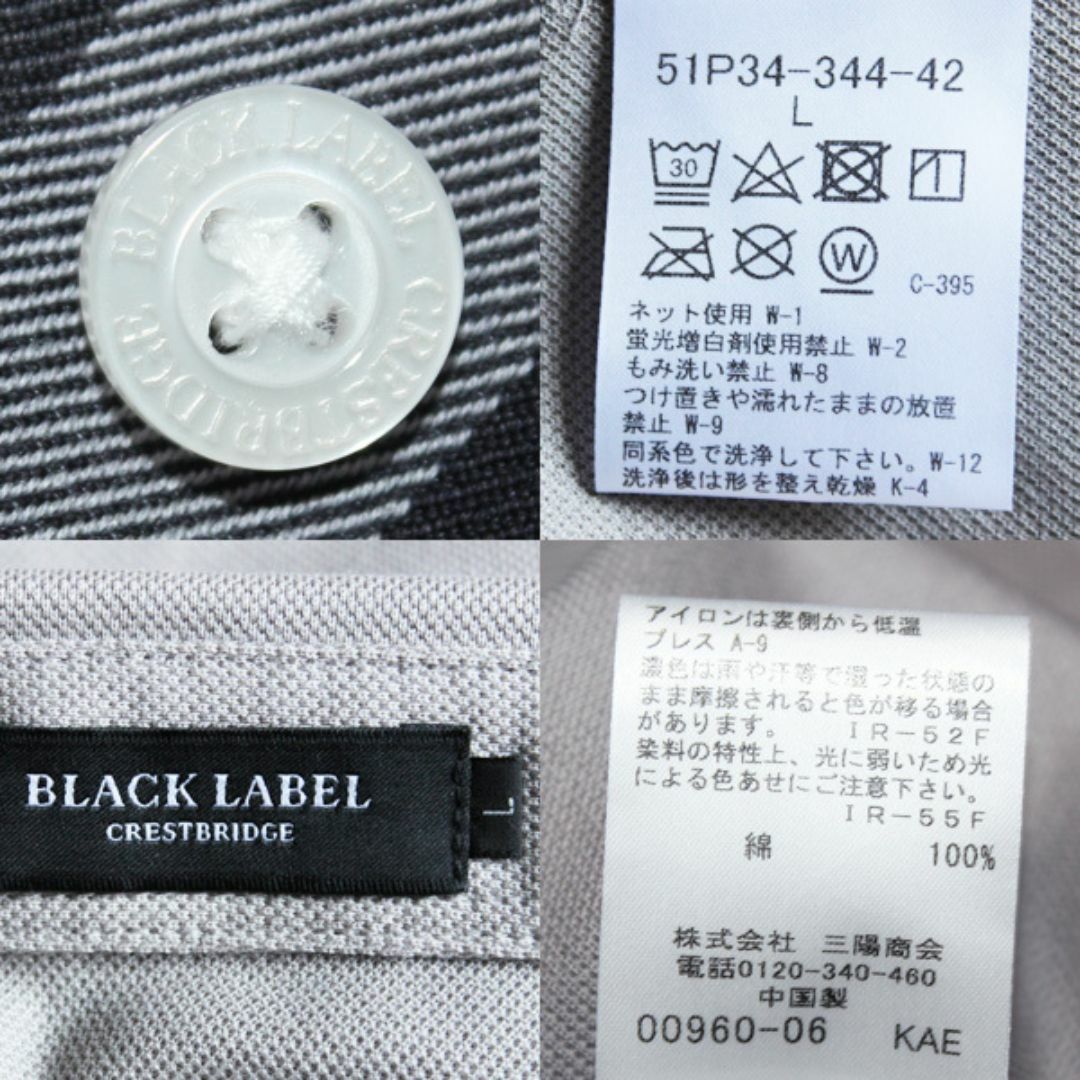 BLACK LABEL CRESTBRIDGE
51P34-344-42
L
30
W
C-395
ネット使用 W-1
蛍光増白剤使用禁止 W-2
もみ洗い禁止 W-8
つけ置きや濡れたままの放置
禁止 W-9
同系色で洗浄して下さい。W-12
洗浄後は形を整え乾燥 K-4
BLACK LABEL
CRESTBRIDGE
L
アイロンは裏側から低温
プレス A-9
濃色は雨や汗等で湿った状態の
まま摩擦されると色が移る場合
があります。 IR-52F
染料の特性上、光に弱いため光
による色あせにご注意下さい。
IR-55F
綿 100%
株式会社 三陽商会
電話0120-340-460
中国製
00960-06 KAE